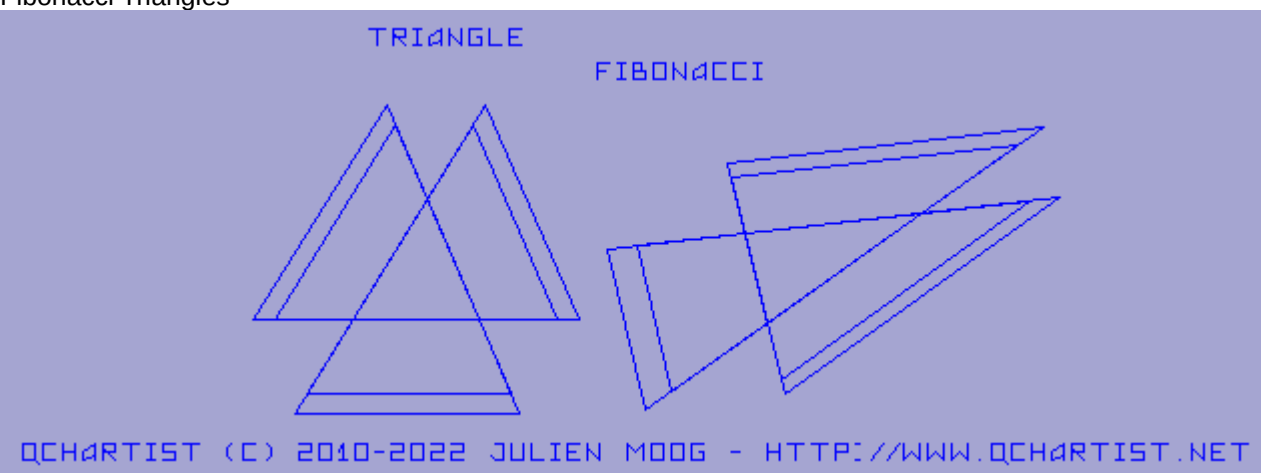 Fibonacci Triangles
TRIANGLE
FIBONACCI
QCHARTIST (C) 2010-2022 JULIEN MOOG - HTTP://WWW.QCHARTIST.NET